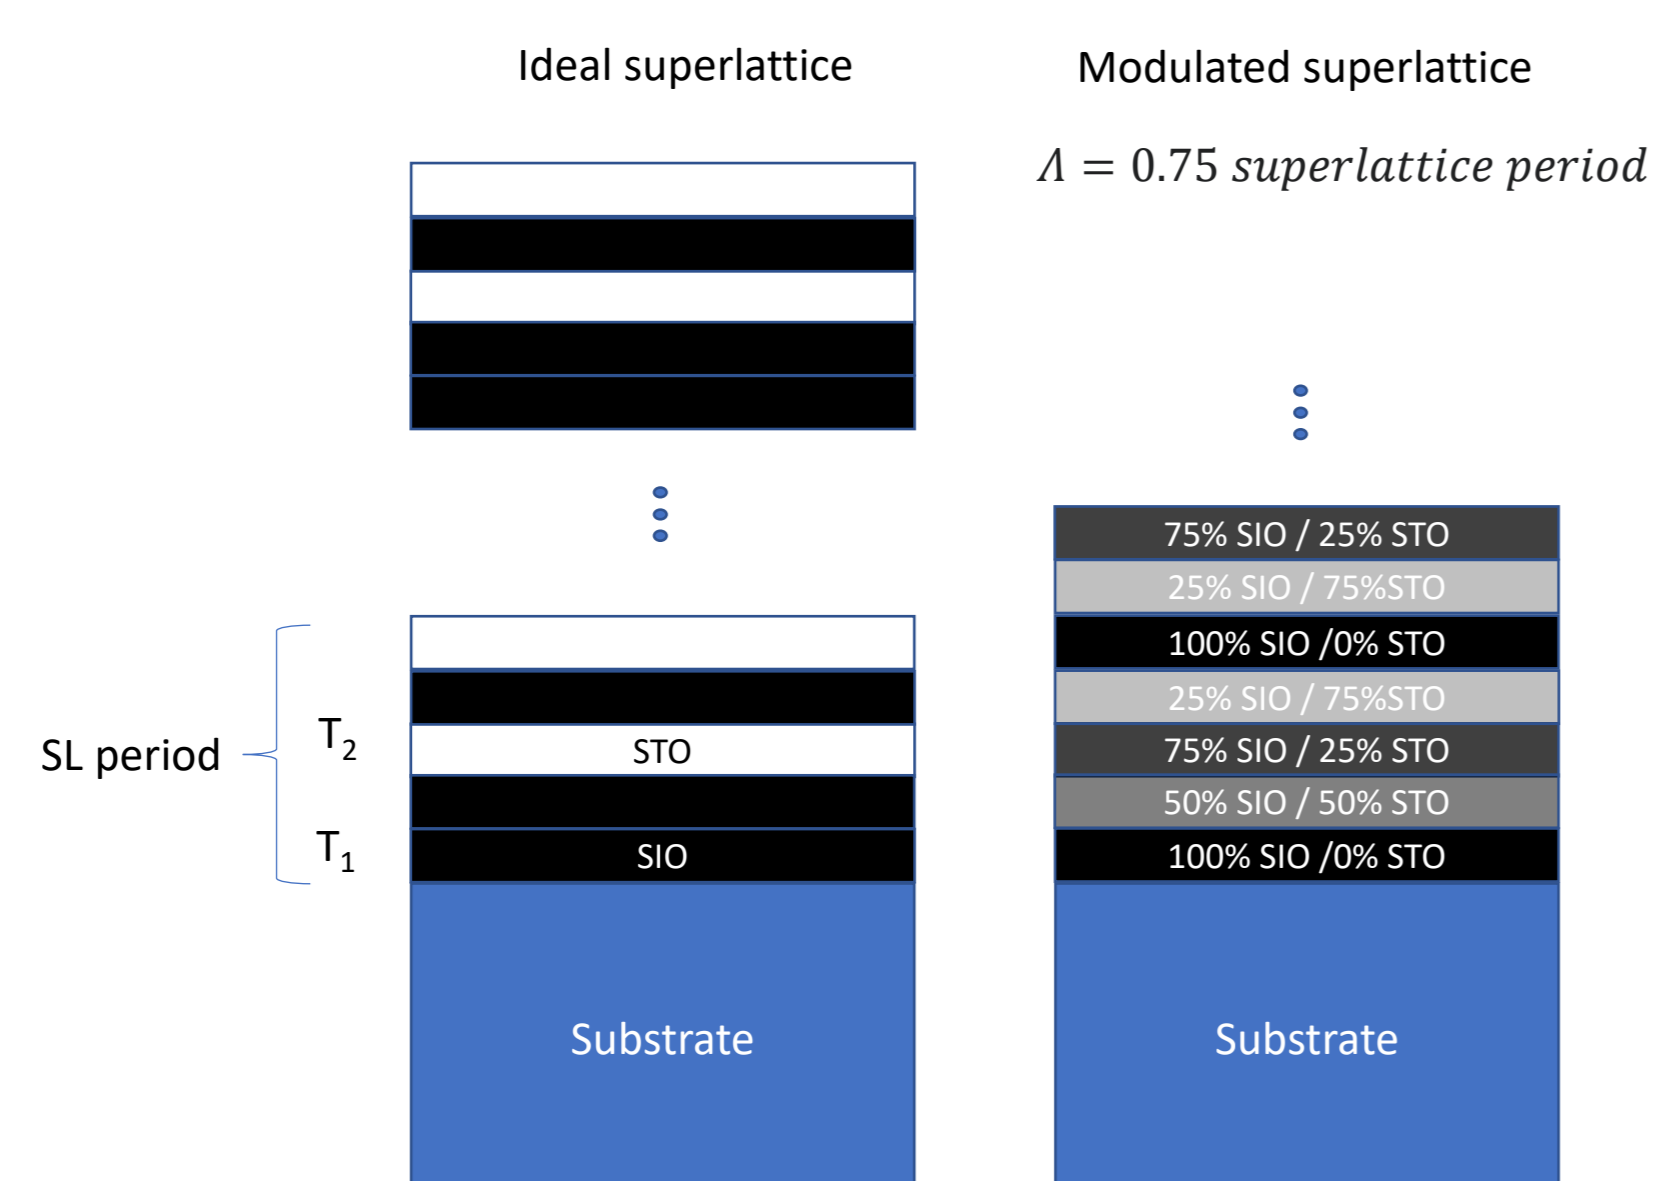 Ideal superlattice
Modulated superlattice
Λ = 0.75 superlattice period
SL period
T₂
T₁
STO
SIO
Substrate
75% SIO / 25% STO
25% SIO / 75%STO
100% SIO /0% STO
25% SIO / 75%STO
75% SIO / 25% STO
50% SIO / 50% STO
100% SIO /0% STO
Substrate